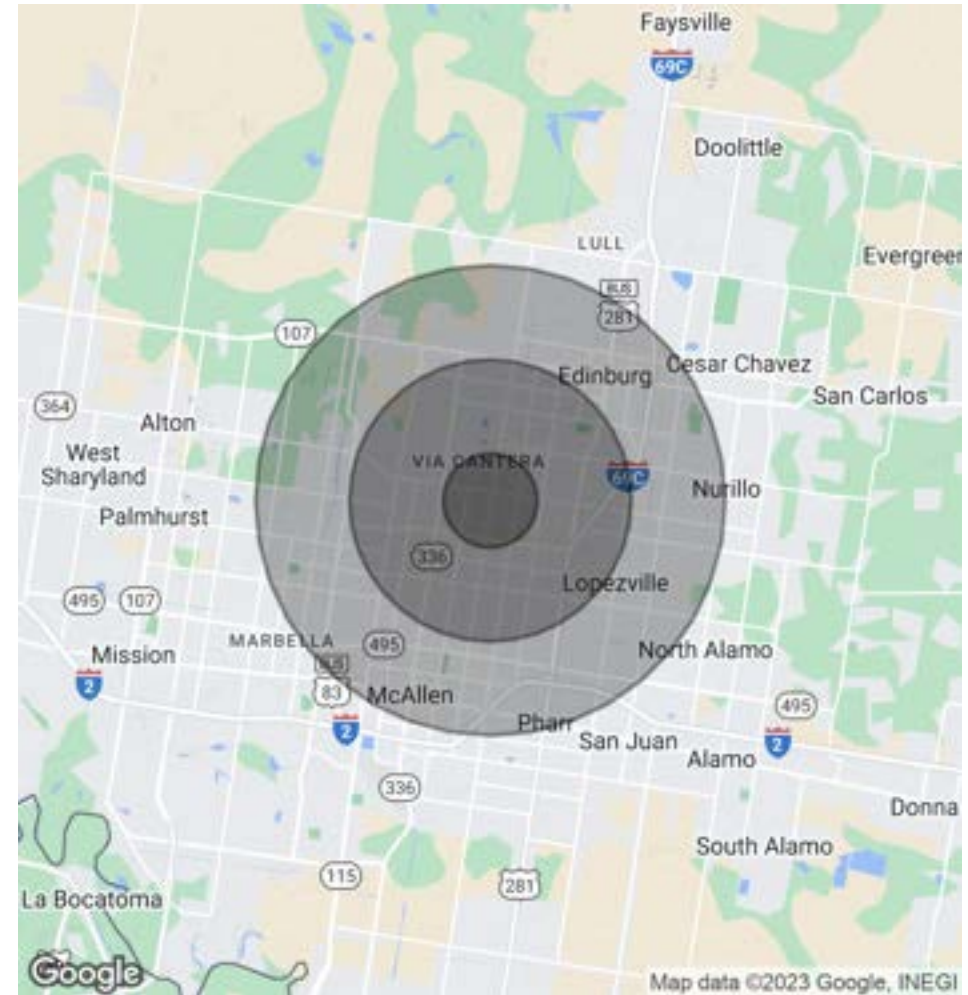 Faysville
69C
Doolittle
LULL
Evergreen
BUS
281
107
Cesar Chavez
Edinburg
San Carlos
364
Alton
West
Sharyland
VIA CANTERA
69C
Nurillo
Palmhurst
336
Lopezville
495
107
MARBELLA
495
North Alamo
Mission
BUS
83
2
McAllen
495
2
Pharr
San Juan
2
Alamo
336
Donna
South Alamo
115
281
La Bocatoma
Google
Map data ©2023 Google, INEGI